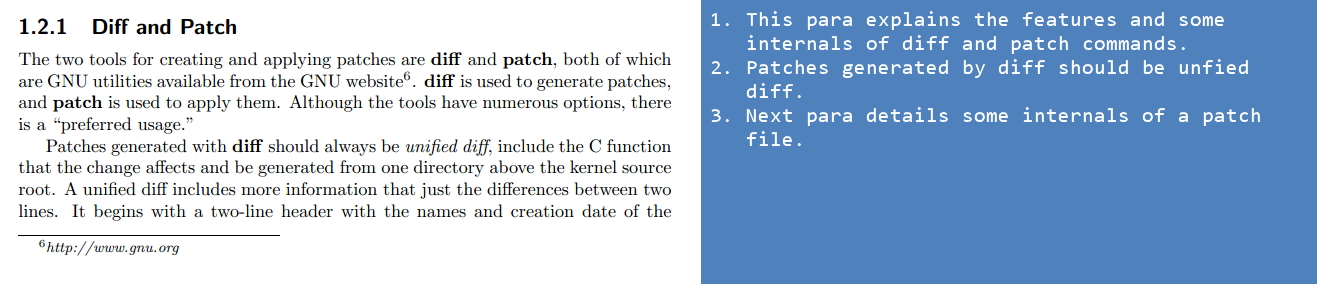 1.2.1 Diff and Patch
The two tools for creating and applying patches are diff and patch, both of which
are GNU utilities available from the GNU website⁶. diff is used to generate patches,
and patch is used to apply them. Although the tools have numerous options, there
is a “preferred usage.”
Patches generated with diff should always be unified diff, include the C function
that the change affects and be generated from one directory above the kernel source
root. A unified diff includes more information that just the differences between two
lines. It begins with a two-line header with the names and creation date of the
⁶http://www.gnu.org
1. This para explains the features and some
internals of diff and patch commands.
2. Patches generated by diff should be unfied
diff.
3. Next para details some internals of a patch
file.